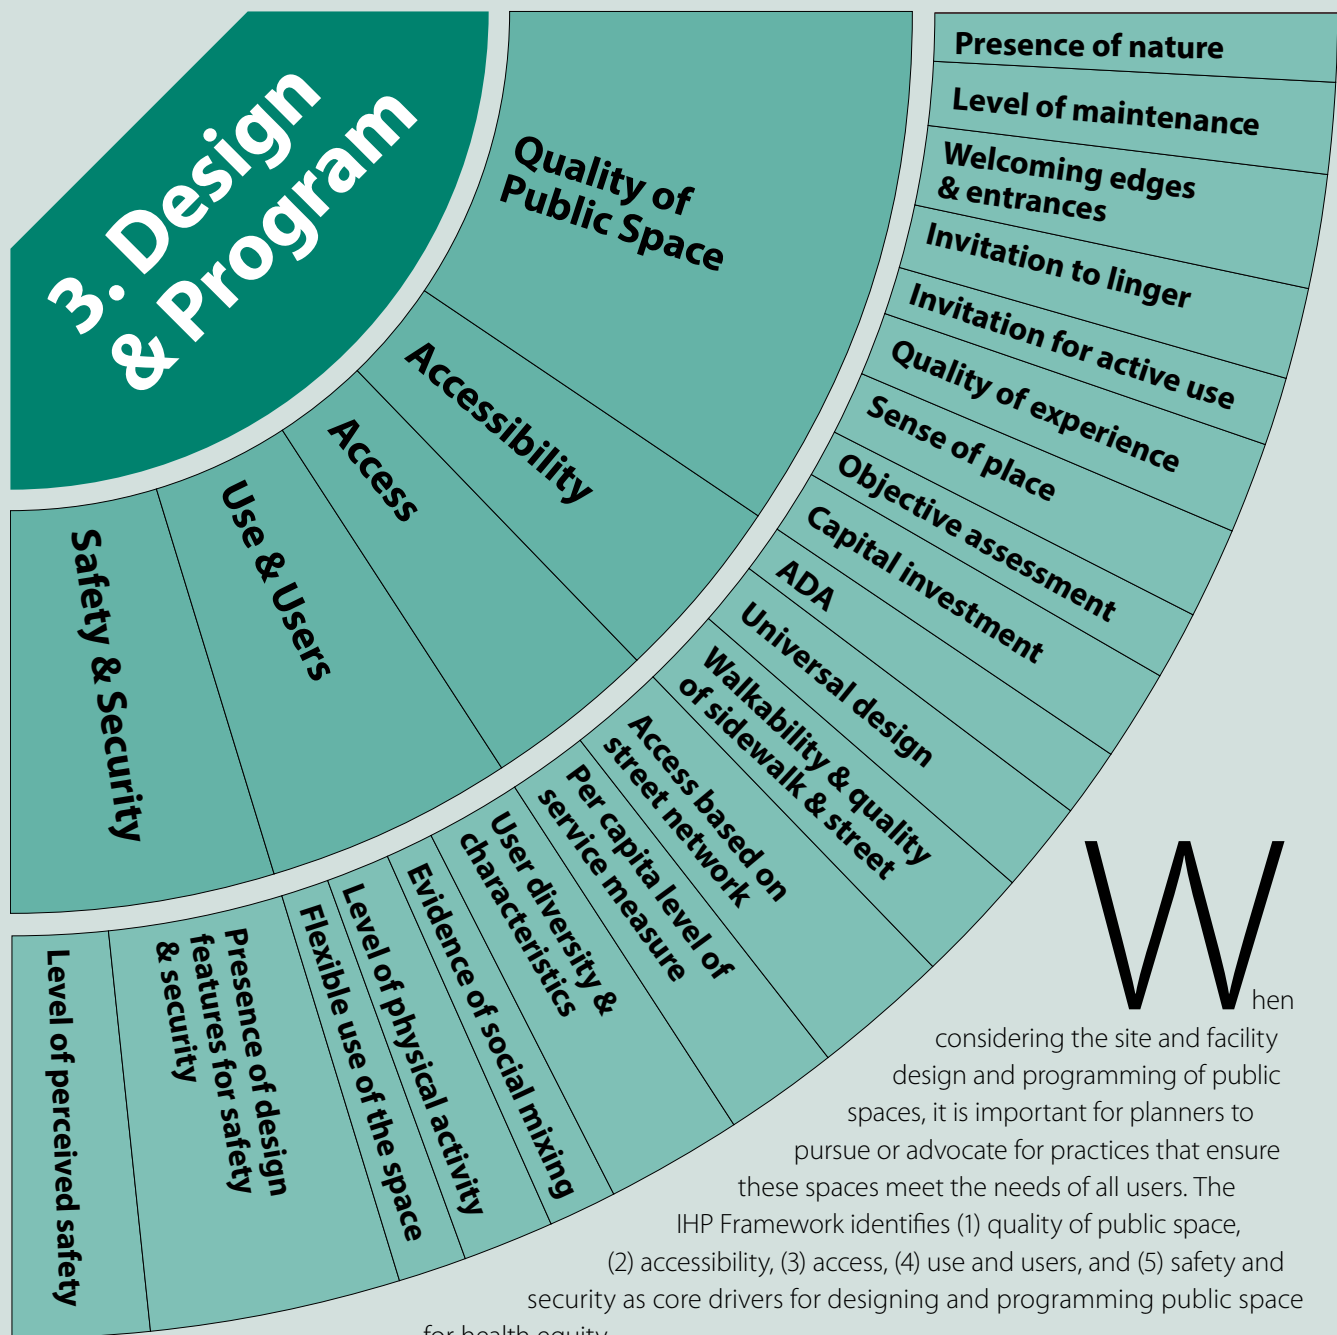 3. Design
& Program
Quality of
Public Space
Accessibility
Access
Use & Users
Safety & Security
Presence of nature
Level of maintenance
Welcoming edges
& entrances
Invitation to linger
Invitation for active use
Quality of experience
Sense of place
Objective assessment
Capital investment
ADA
Universal design
Walkability & quality
of sidewalk & street
Access based on
street network
Per capita level of
service measure
User diversity &
characteristics
Evidence of social mixing
Level of physical activity
Flexible use of the space
Presence of design
features for safety
& security
Level of perceived safety
When
considering the site and facility
design and programming of public
spaces, it is important for planners to
pursue or advocate for practices that ensure
these spaces meet the needs of all users. The
IHP Framework identifies (1) quality of public space,
(2) accessibility, (3) access, (4) use and users, and (5) safety and
security as core drivers for designing and programming public space
for health equity